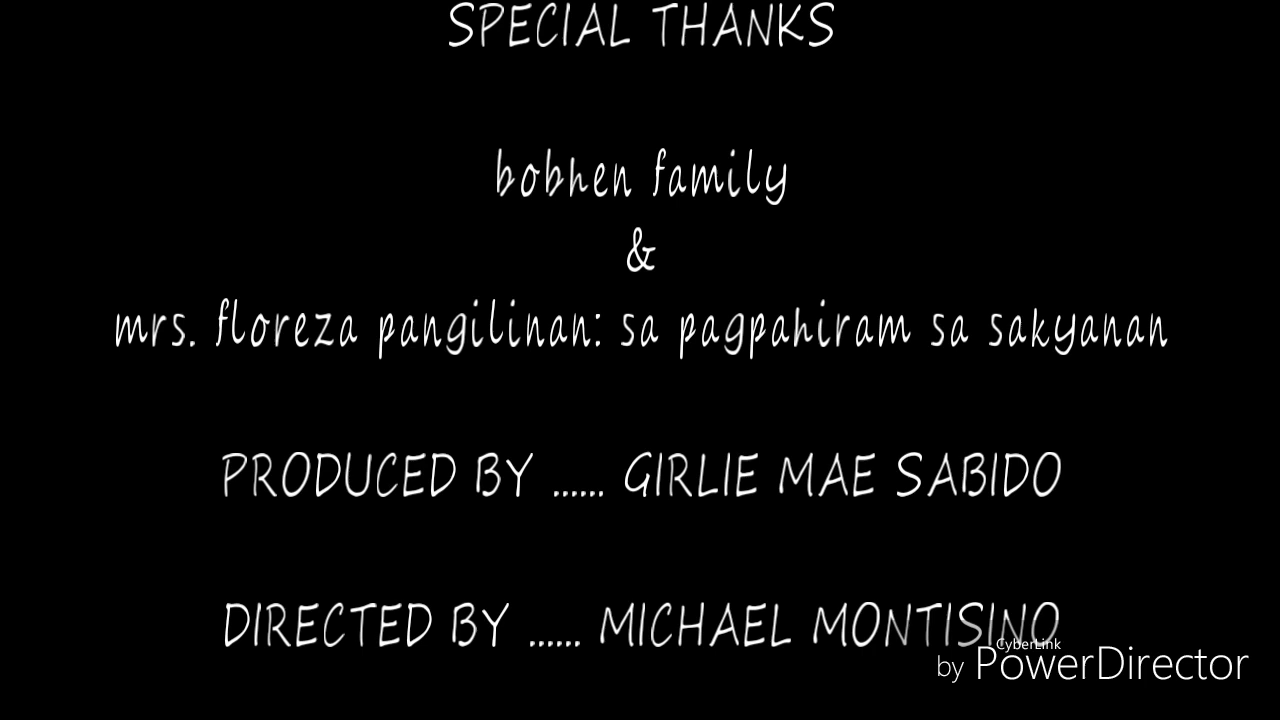 SPECIAL THANKS
bobhen family
&
mrs. floreza pangilinan: sa pagpahiram sa sakyanan
PRODUCED BY ...... GIRLIE MAE SABIDO
DIRECTED BY ...... MICHAEL MONTISINO
CyberLink
by PowerDirector